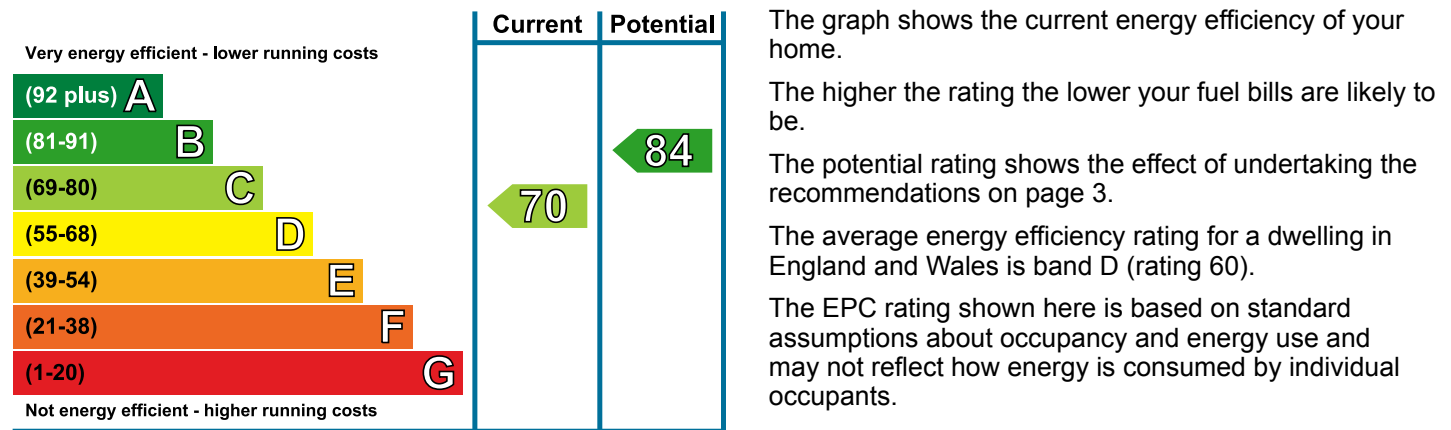 Current Potential
Very energy efficient - lower running costs
(92 plus) A
(81-91) B
84
(69-80) C
70
(55-68) D
(39-54) E
(21-38) F
(1-20) G
Not energy efficient - higher running costs
The graph shows the current energy efficiency of your
home.
The higher the rating the lower your fuel bills are likely to
be.
The potential rating shows the effect of undertaking the
recommendations on page 3.
The average energy efficiency rating for a dwelling in
England and Wales is band D (rating 60).
The EPC rating shown here is based on standard
assumptions about occupancy and energy use and
may not reflect how energy is consumed by individual
occupants.